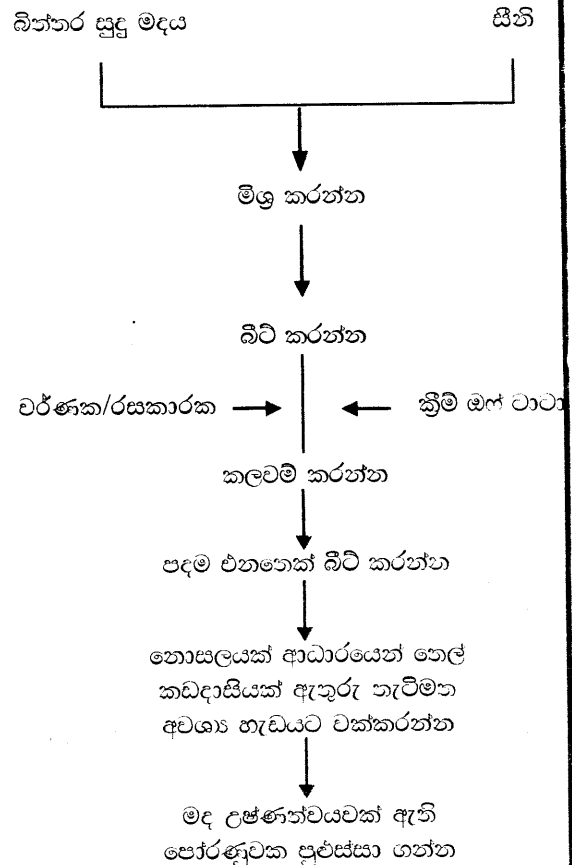 බිත්තර සුදු මදය සීනි
මිශ්‍ර කරන්න
බීට් කරන්න
වර්ණක/රසකාරක ක්‍රීම් ඔෆ් ටාටා
කලවම් කරන්න
පදම එනතෙක් බීට් කරන්න
නොසලයක් ආධාරයෙන් තෙල්
කඩදාසියක් ඇතුරු තැටිමත
අවශ්‍ය හැඩයට වක්කරන්න
මද උෂ්ණත්වයවක් ඇති
පෝරණුවක පුළුස්සා ගන්න